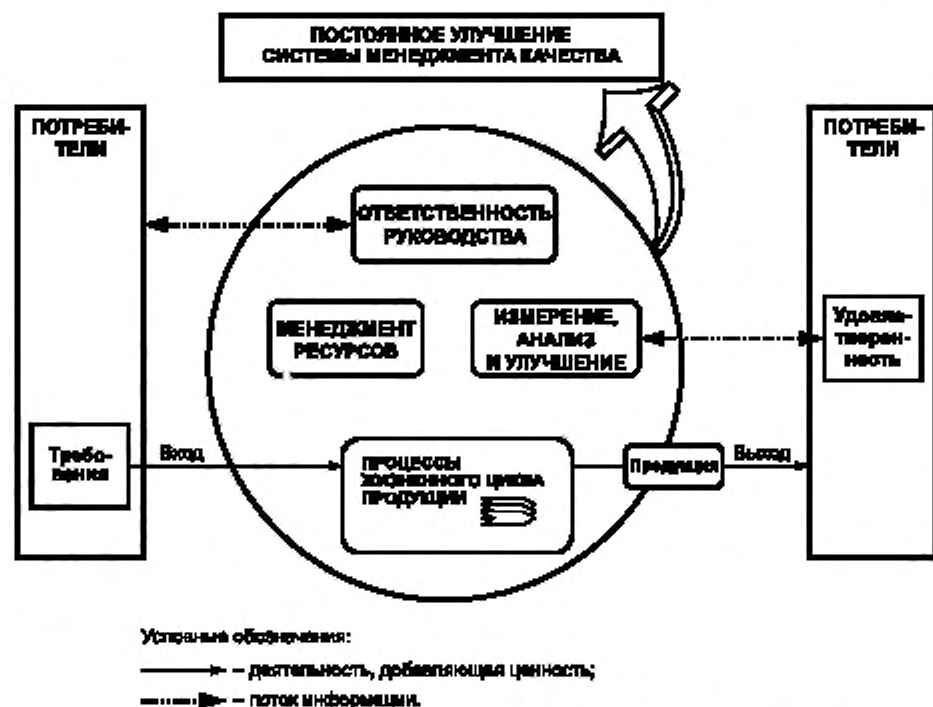 ПОСТОЯННОЕ УЛУЧШЕНИЕ
СИСТЕМЫ МЕНЕДЖМЕНТА КАЧЕСТВА
ПОТРЕБИ-
ТЕЛИ
ПОТРЕБИ-
ТЕЛИ
ОТВЕТСТВЕННОСТЬ
РУКОВОДСТВА
МЕНЕДЖМЕНТ
РЕСУРСОВ
ИЗМЕРЕНИЕ,
АНАЛИЗ
И УЛУЧШЕНИЕ
Удовле-
творен-
ность
Требо-
вания
Вход
ПРОЦЕССЫ
ЖИЗНЕННОГО ЦИКЛА
ПРОДУКЦИИ
Продукция
Выход
Условные обозначения:
– деятельность, добавляющая ценность;
– поток информации.